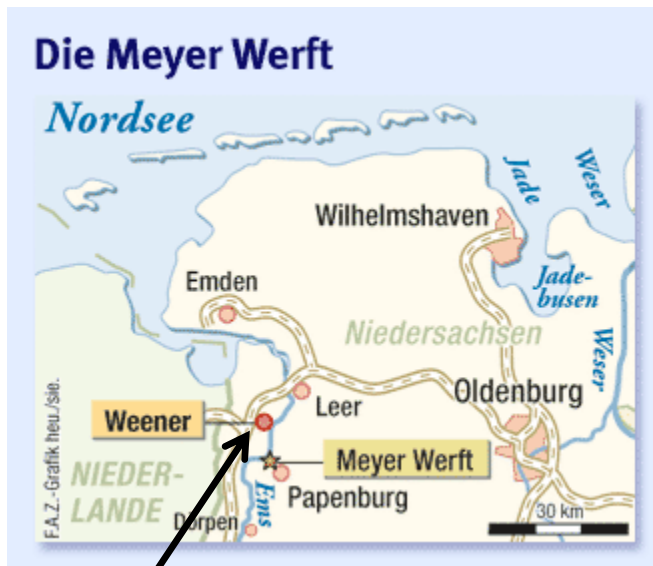 Die Meyer Werft
Nordsee
Jade
Weser
Wilhelmshaven
Emden
Jade-
busen
Niedersachsen
Weser
Oldenburg
Leer
Weener
Meyer Werft
NIEDER-
LANDE
Ems
Papenburg
Dörpen
30 km
F.A.Z.-Grafik heu./sie.